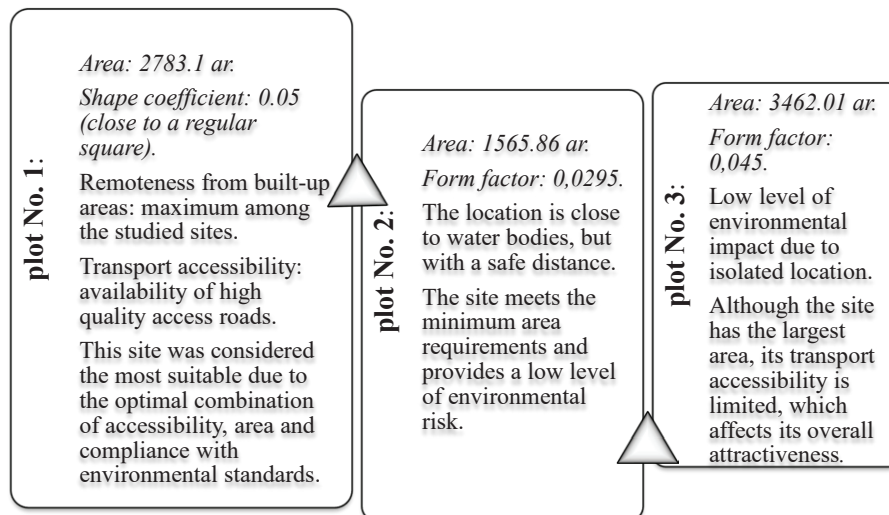 plot No. 1:
Area: 2783.1 ar.
Shape coefficient: 0.05
(close to a regular
square).
Remoteness from built-up
areas: maximum among
the studied sites.
Transport accessibility:
availability of high
quality access roads.
This site was considered
the most suitable due to
the optimal combination
of accessibility, area and
compliance with
environmental standards.
plot No. 2:
Area: 1565.86 ar.
Form factor: 0,0295.
The location is close
to water bodies, but
with a safe distance.
The site meets the
minimum area
requirements and
provides a low level
of environmental
risk.
plot No. 3:
Area: 3462.01 ar.
Form factor:
0,045.
Low level of
environmental
impact due to
isolated location.
Although the site
has the largest
area, its transport
accessibility is
limited, which
affects its overall
attractiveness.